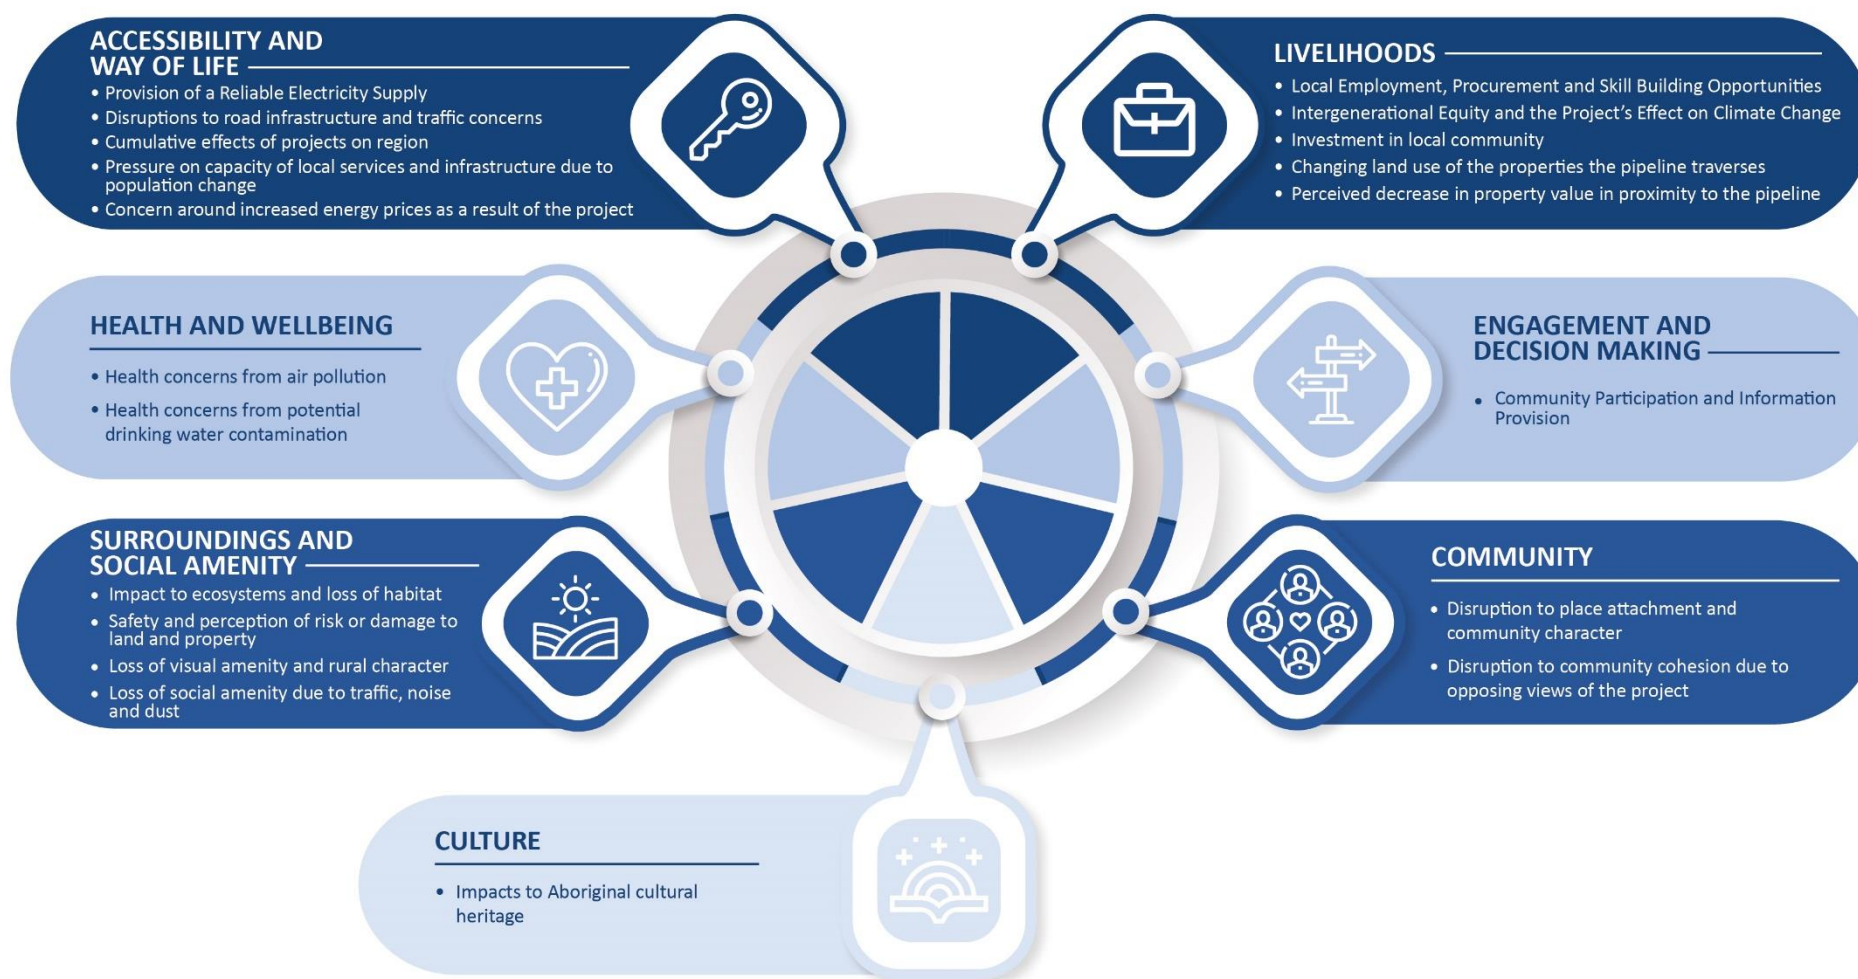 ACCESSIBILITY AND
WAY OF LIFE
• Provision of a Reliable Electricity Supply
• Disruptions to road infrastructure and traffic concerns
• Cumulative effects of projects on region
• Pressure on capacity of local services and infrastructure due to
population change
• Concern around increased energy prices as a result of the project
LIVELIHOODS
• Local Employment, Procurement and Skill Building Opportunities
• Intergenerational Equity and the Project's Effect on Climate Change
• Investment in local community
• Changing land use of the properties the pipeline traverses
• Perceived decrease in property value in proximity to the pipeline
HEALTH AND WELLBEING
• Health concerns from air pollution
• Health concerns from potential
drinking water contamination
ENGAGEMENT AND
DECISION MAKING
• Community Participation and Information
Provision
SURROUNDINGS AND
SOCIAL AMENITY
• Impact to ecosystems and loss of habitat
• Safety and perception of risk or damage to
land and property
• Loss of visual amenity and rural character
• Loss of social amenity due to traffic, noise
and dust
COMMUNITY
• Disruption to place attachment and
community character
• Disruption to community cohesion due to
opposing views of the project
CULTURE
• Impacts to Aboriginal cultural
heritage